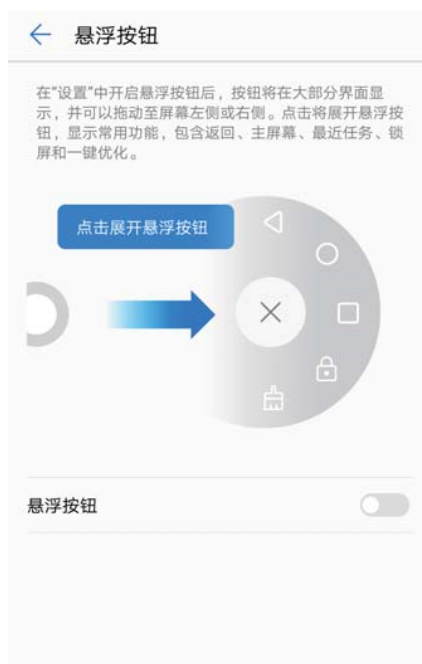 悬浮按钮
在“设置”中开启悬浮按钮后，按钮将在大部分界面显
示，并可以拖动至屏幕左侧或右侧。点击将展开悬浮按
钮，显示常用功能，包含返回、主屏幕、最近任务、锁
屏和一键优化。
点击展开悬浮按钮
悬浮按钮